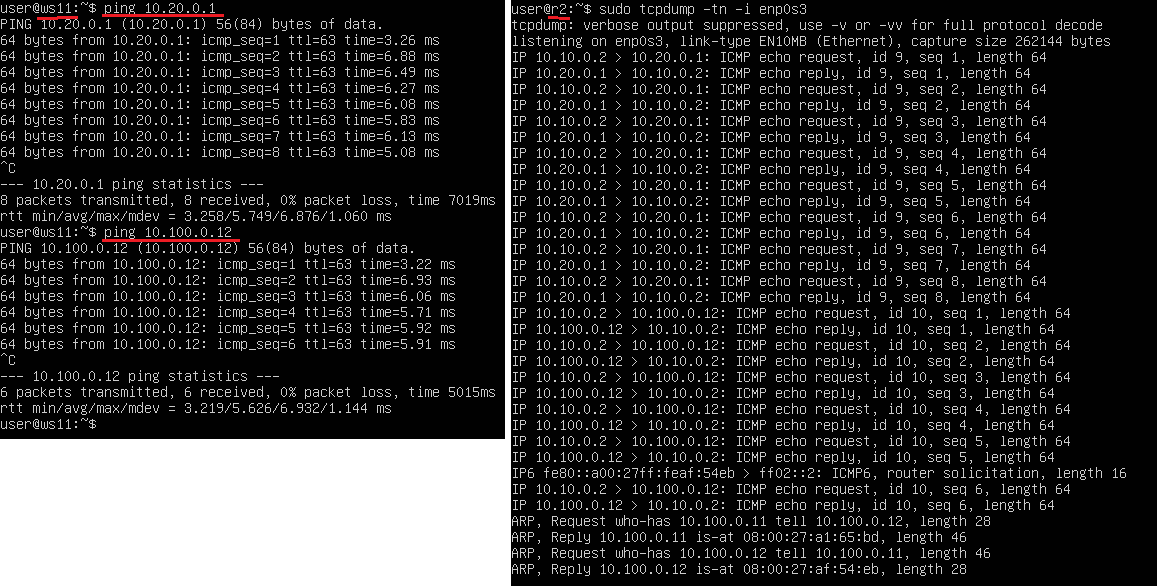 user@ws11:~$ ping 10.20.0.1
PING 10.20.0.1 (10.20.0.1) 56(84) bytes of data.
64 bytes from 10.20.0.1: icmp_seq=1 ttl=63 time=3.26 ms
64 bytes from 10.20.0.1: icmp_seq=2 ttl=63 time=6.88 ms
64 bytes from 10.20.0.1: icmp_seq=3 ttl=63 time=6.49 ms
64 bytes from 10.20.0.1: icmp_seq=4 ttl=63 time=6.27 ms
64 bytes from 10.20.0.1: icmp_seq=5 ttl=63 time=6.08 ms
64 bytes from 10.20.0.1: icmp_seq=6 ttl=63 time=5.83 ms
64 bytes from 10.20.0.1: icmp_seq=7 ttl=63 time=6.13 ms
64 bytes from 10.20.0.1: icmp_seq=8 ttl=63 time=5.08 ms
^C
--- 10.20.0.1 ping statistics ---
8 packets transmitted, 8 received, 0% packet loss, time 7019ms
rtt min/avg/max/mdev = 3.258/5.749/6.876/1.060 ms
user@ws11:~$ ping 10.100.0.12
PING 10.100.0.12 (10.100.0.12) 56(84) bytes of data.
64 bytes from 10.100.0.12: icmp_seq=1 ttl=63 time=3.22 ms
64 bytes from 10.100.0.12: icmp_seq=2 ttl=63 time=6.93 ms
64 bytes from 10.100.0.12: icmp_seq=3 ttl=63 time=6.06 ms
64 bytes from 10.100.0.12: icmp_seq=4 ttl=63 time=5.71 ms
64 bytes from 10.100.0.12: icmp_seq=5 ttl=63 time=5.92 ms
64 bytes from 10.100.0.12: icmp_seq=6 ttl=63 time=5.91 ms
^C
--- 10.100.0.12 ping statistics ---
6 packets transmitted, 6 received, 0% packet loss, time 5015ms
rtt min/avg/max/mdev = 3.219/5.626/6.932/1.144 ms
user@ws11:~$
user@r2:~$ sudo tcpdump -tn -i enp0s3
tcpdump: verbose output suppressed, use -v or -vv for full protocol decode
listening on enp0s3, link-type EN10MB (Ethernet), capture size 262144 bytes
IP 10.10.0.2 > 10.20.0.1: ICMP echo request, id 9, seq 1, length 64
IP 10.20.0.1 > 10.10.0.2: ICMP echo reply, id 9, seq 1, length 64
IP 10.10.0.2 > 10.20.0.1: ICMP echo request, id 9, seq 2, length 64
IP 10.20.0.1 > 10.10.0.2: ICMP echo reply, id 9, seq 2, length 64
IP 10.10.0.2 > 10.20.0.1: ICMP echo request, id 9, seq 3, length 64
IP 10.20.0.1 > 10.10.0.2: ICMP echo reply, id 9, seq 3, length 64
IP 10.10.0.2 > 10.20.0.1: ICMP echo request, id 9, seq 4, length 64
IP 10.20.0.1 > 10.10.0.2: ICMP echo reply, id 9, seq 4, length 64
IP 10.10.0.2 > 10.20.0.1: ICMP echo request, id 9, seq 5, length 64
IP 10.20.0.1 > 10.10.0.2: ICMP echo reply, id 9, seq 5, length 64
IP 10.10.0.2 > 10.20.0.1: ICMP echo request, id 9, seq 6, length 64
IP 10.20.0.1 > 10.10.0.2: ICMP echo reply, id 9, seq 6, length 64
IP 10.10.0.2 > 10.20.0.1: ICMP echo request, id 9, seq 7, length 64
IP 10.20.0.1 > 10.10.0.2: ICMP echo reply, id 9, seq 7, length 64
IP 10.10.0.2 > 10.20.0.1: ICMP echo request, id 9, seq 8, length 64
IP 10.20.0.1 > 10.10.0.2: ICMP echo reply, id 9, seq 8, length 64
IP 10.10.0.2 > 10.100.0.12: ICMP echo request, id 10, seq 1, length 64
IP 10.100.0.12 > 10.10.0.2: ICMP echo reply, id 10, seq 1, length 64
IP 10.10.0.2 > 10.100.0.12: ICMP echo request, id 10, seq 2, length 64
IP 10.100.0.12 > 10.10.0.2: ICMP echo reply, id 10, seq 2, length 64
IP 10.10.0.2 > 10.100.0.12: ICMP echo request, id 10, seq 3, length 64
IP 10.100.0.12 > 10.10.0.2: ICMP echo reply, id 10, seq 3, length 64
IP 10.10.0.2 > 10.100.0.12: ICMP echo request, id 10, seq 4, length 64
IP 10.100.0.12 > 10.10.0.2: ICMP echo reply, id 10, seq 4, length 64
IP 10.10.0.2 > 10.100.0.12: ICMP echo request, id 10, seq 5, length 64
IP 10.100.0.12 > 10.10.0.2: ICMP echo reply, id 10, seq 5, length 64
IP6 fe80::a00:27ff:feaf:54eb > ff02::2: ICMP6, router solicitation, length 16
IP 10.10.0.2 > 10.100.0.12: ICMP echo request, id 10, seq 6, length 64
IP 10.100.0.12 > 10.10.0.2: ICMP echo reply, id 10, seq 6, length 64
ARP, Request who-has 10.100.0.11 tell 10.100.0.12, length 28
ARP, Reply 10.100.0.11 is-at 08:00:27:a1:65:bd, length 46
ARP, Request who-has 10.100.0.12 tell 10.100.0.11, length 46
ARP, Reply 10.100.0.12 is-at 08:00:27:af:54:eb, length 28